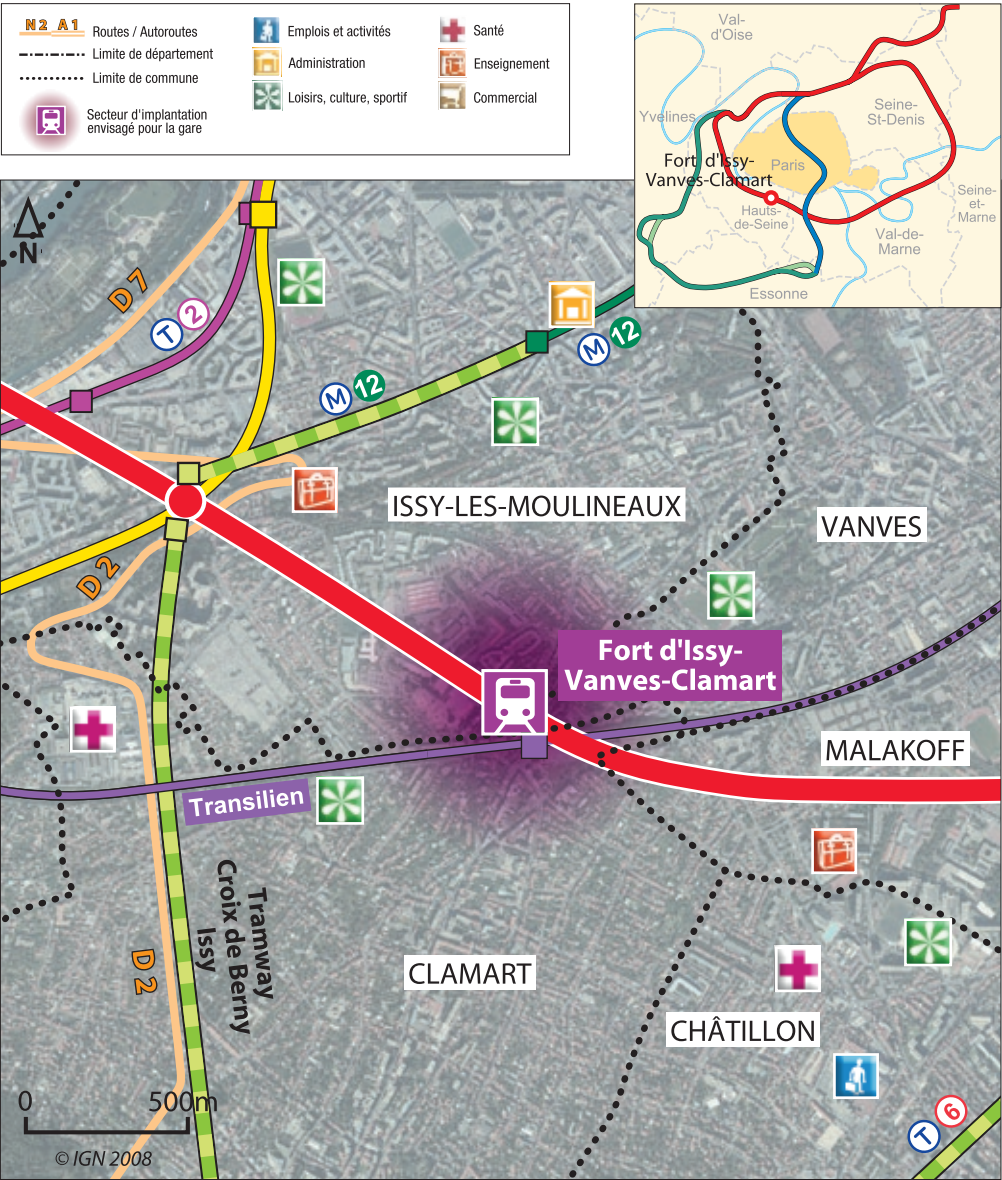 N2 A1
Routes / Autoroutes
Limite de département
Limite de commune
Secteur d'implantation
envisagé pour la gare
Emplois et activités
Administration
Loisirs, culture, sportif
Santé
Enseignement
Commercial
Val-
d'Oise
Yvelines
Seine-
St-Denis
Fort d'Issy-
Vanves-Clamart
Paris
Hauts-
de-Seine
Seine-
et-
Marne
Val-de-
Marne
Essonne
N
D 7
T 2
M 12
M 12
ISSY-LES-MOULINEAUX
VANVES
D 2
Fort d'Issy-
Vanves-Clamart
MALAKOFF
Transilien
Tramway
Croix de Berny
Issy
D 2
CLAMART
CHÂTILLON
T 6
0 500m
© IGN 2008